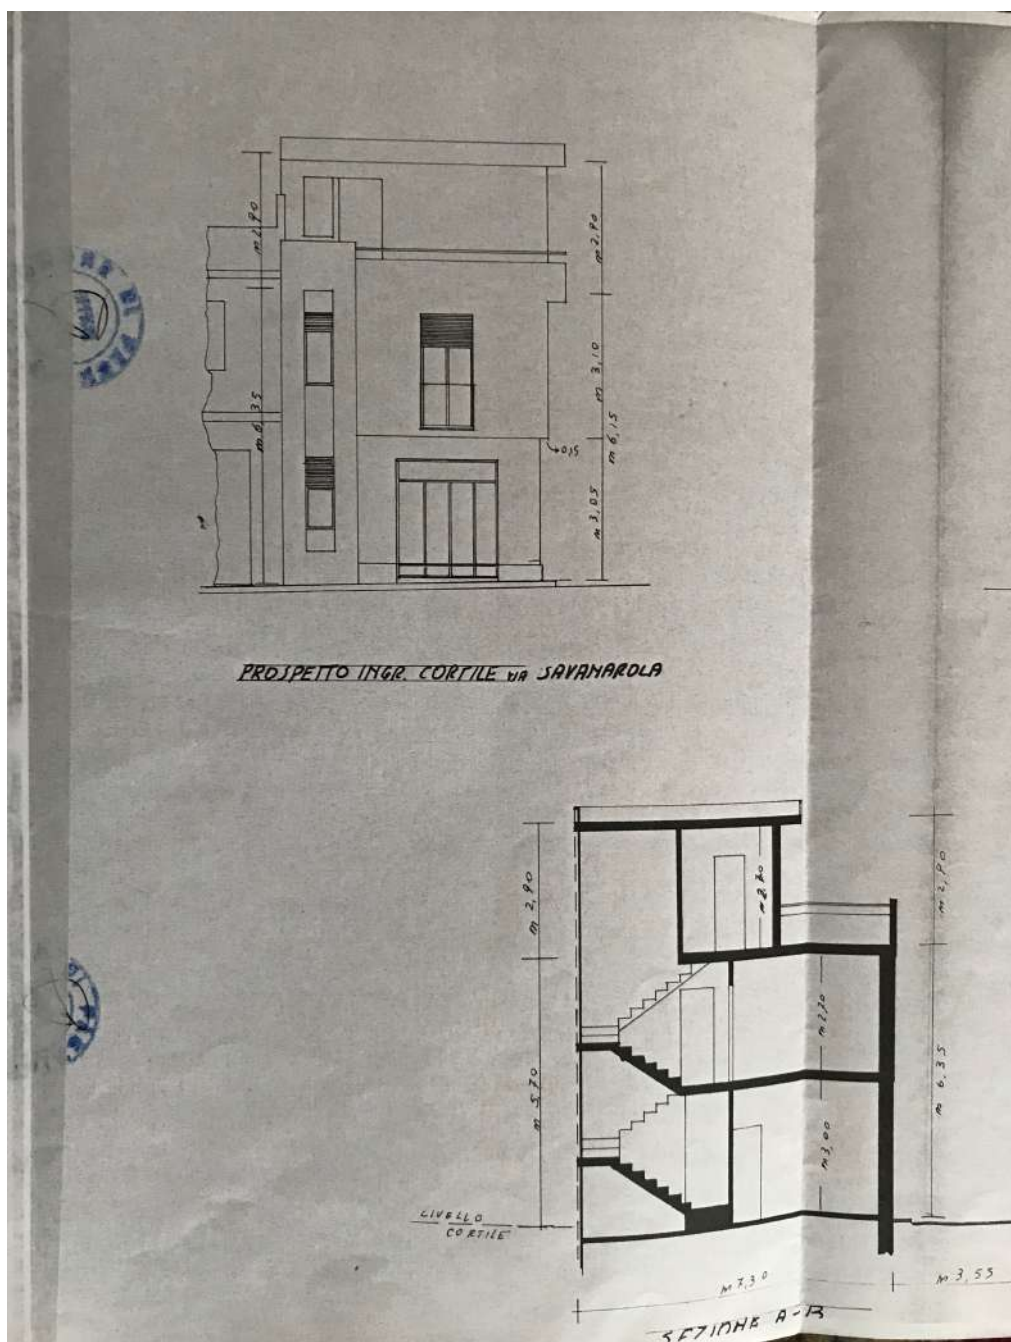 m 2,90
m 2,90
m 6,35
m 3,10
m 6,15
0,15
m 3,05
PROSPETTO INGR. CORTILE VIA SAVANAROLA
m 2,90
m 2,70
m 2,90
m 2,70
m 5,70
m 6,35
m 3,00
LIVELLO
CORTILE
m 7,30
m 3,55
SEZIONE A-B